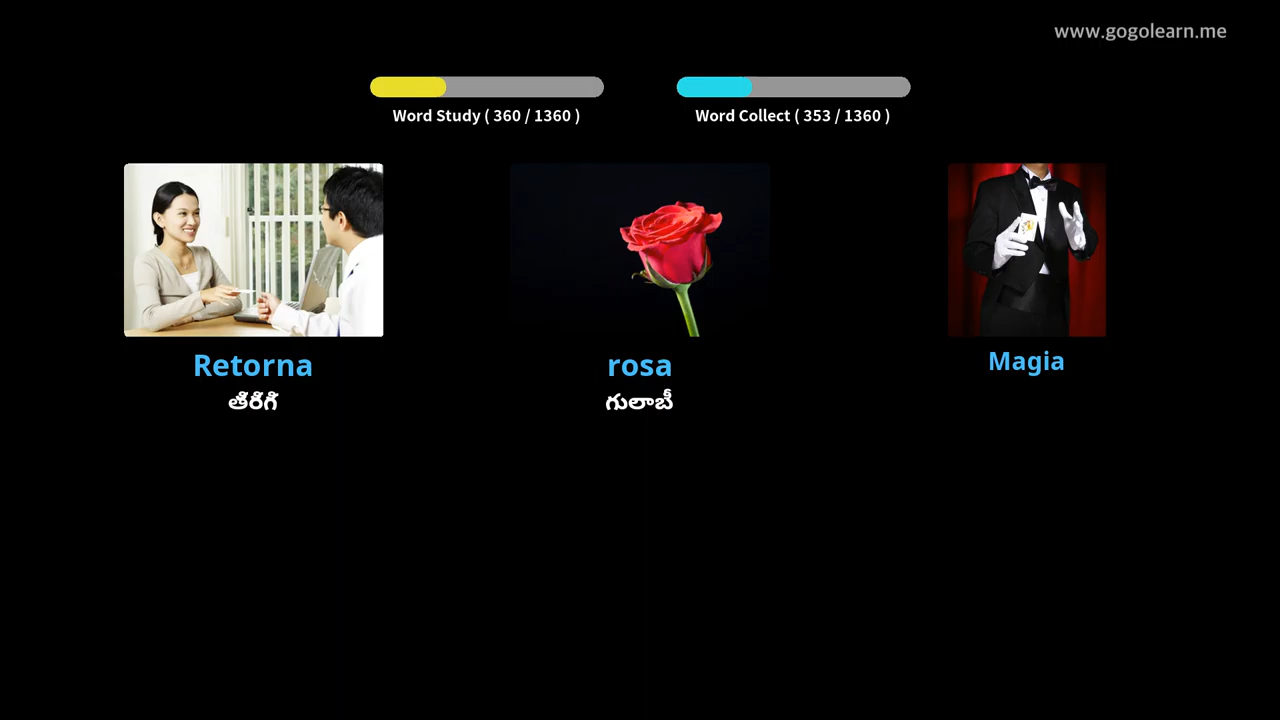 www.gogolearn.me
Word Study ( 360 / 1360 )
Word Collect ( 353 / 1360 )
Retorna
తిరిగి
rosa
గులాబీ
Magia